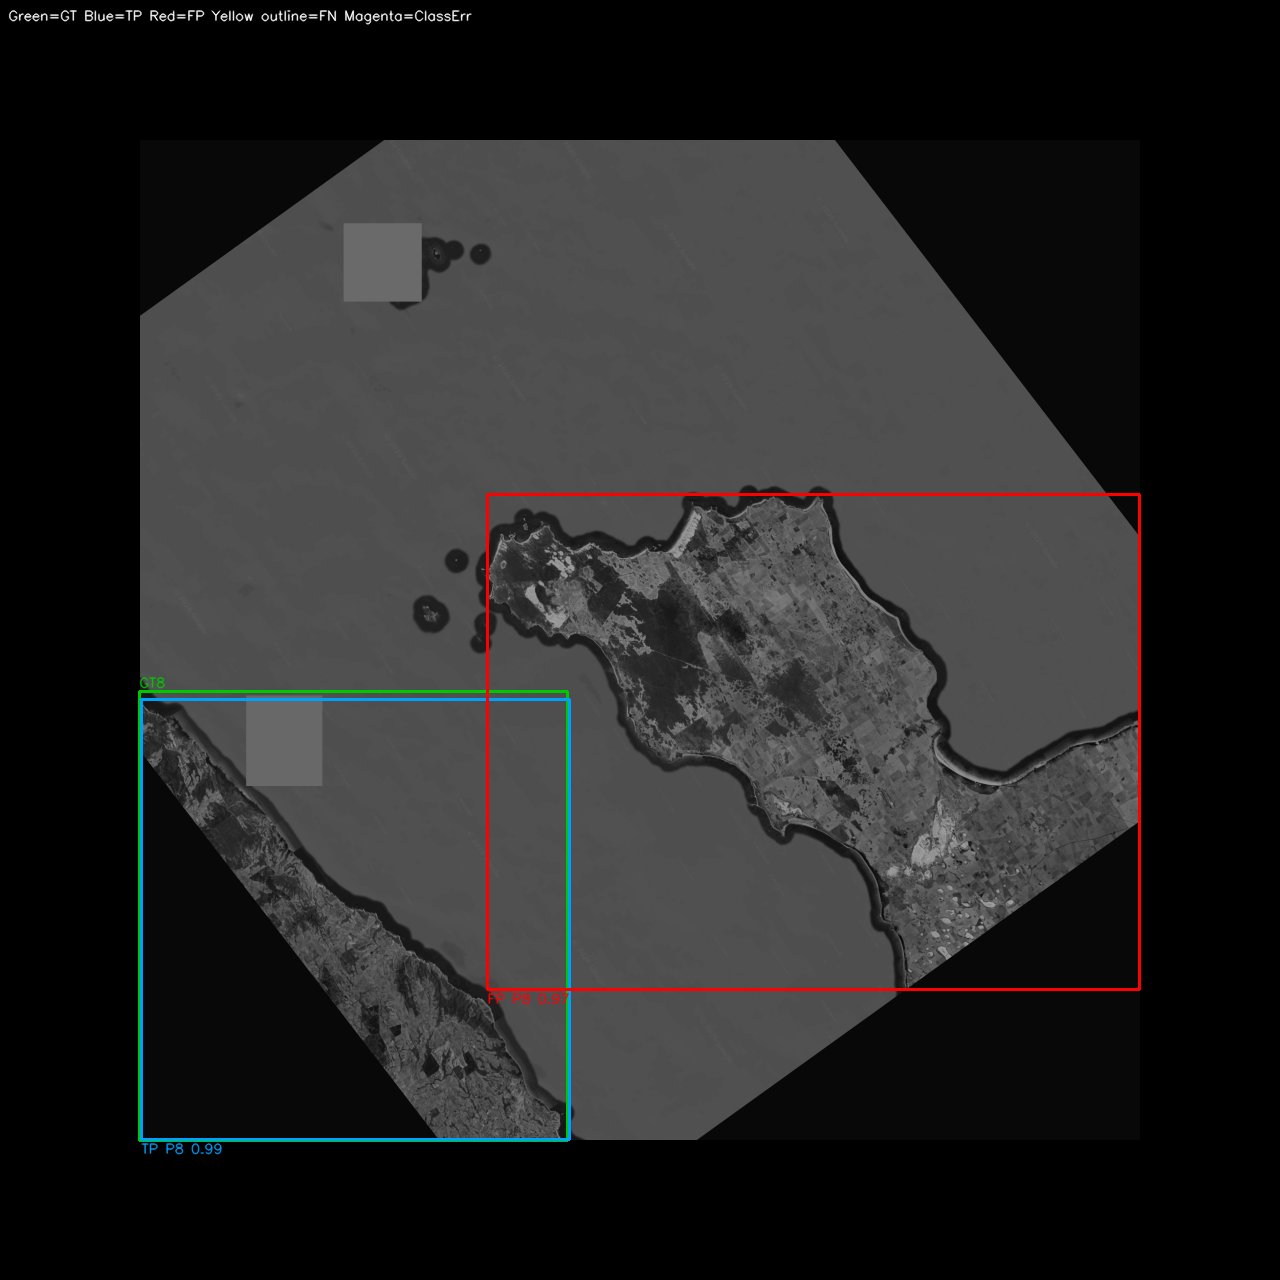 Green=GT Blue=TP Red=FP Yellow outline=FN Magenta=ClassErr
GT8
FP P8 0.97
TP P8 0.99